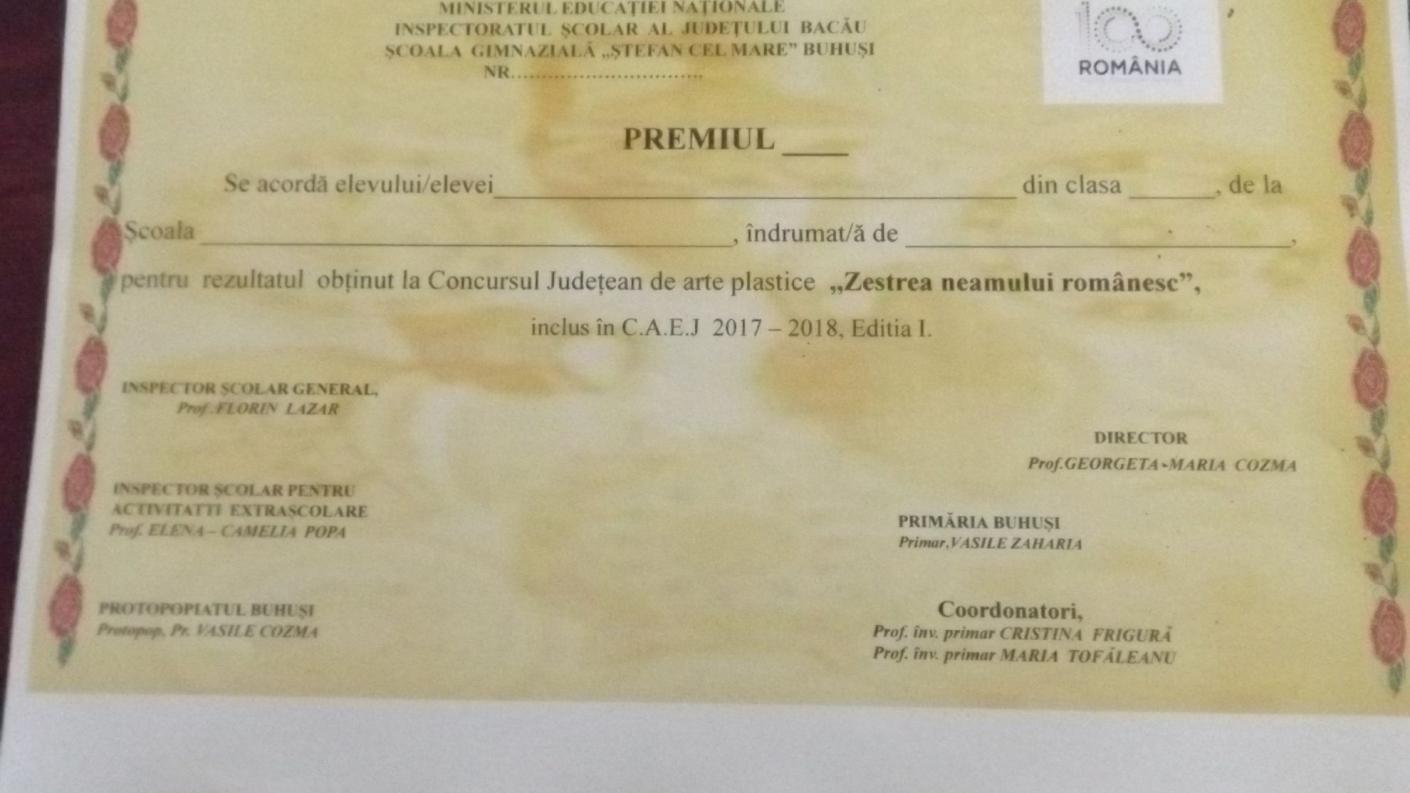 MINISTERUL EDUCAȚIEI NAȚIONALE
INSPECTORATUL ȘCOLAR AL JUDEȚULUI BACĂU
ȘCOALA GIMNAZIALĂ „ȘTEFAN CEL MARE” BUHUȘI
NR..............................
100
ROMÂNIA
PREMIUL ____
Se acordă elevului/elevei____________________ din clasa ______, de la
Școala ____________________, îndrumat/ă de ____________________,
pentru rezultatul obținut la Concursul Județean de arte plastice „Zestrea neamului românesc”,
inclus în C.A.E.J 2017 – 2018, Editia I.
INSPECTOR ȘCOLAR GENERAL,
Prof.FLORIN LAZAR
DIRECTOR
Prof.GEORGETA-MARIA COZMA
INSPECTOR ȘCOLAR PENTRU
ACTIVITATTI EXTRAȘCOLARE
Prof. ELENA – CAMELIA POPA
PRIMĂRIA BUHUȘI
Primar,VASILE ZAHARIA
PROTOPOPIATUL BUHUȘI
Protopop, Pr. VASILE COZMA
Coordonatori,
Prof. înv. primar CRISTINA FRIGURĂ
Prof. înv. primar MARIA TOFĂLEANU